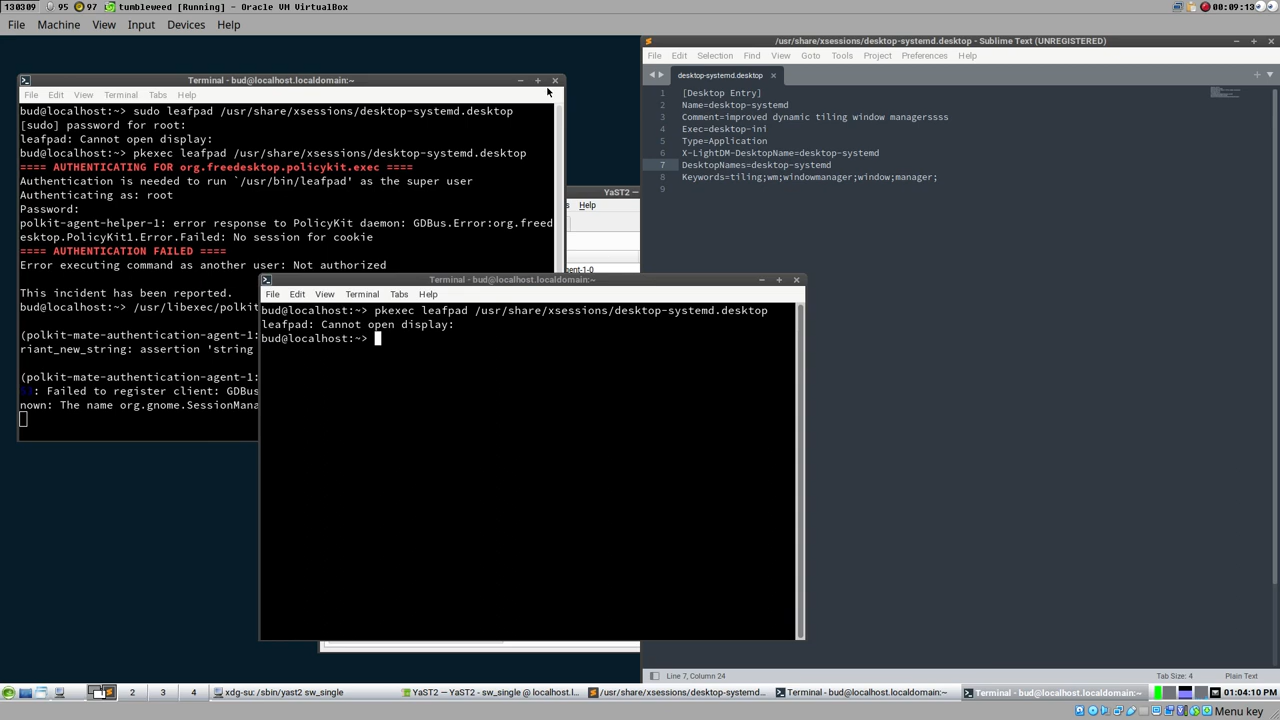 130309 95 97 tumbleweed [Running] - Oracle VM VirtualBox 00:09:13
File Machine View Input Devices Help
/usr/share/xsessions/desktop-systemd.desktop - Sublime Text (UNREGISTERED)
File Edit Selection Find View Goto Tools Project Preferences Help
desktop-systemd.desktop
1 [Desktop Entry]
2 Name=desktop-systemd
3 Comment=improved dynamic tiling window managerssss
4 Exec=desktop-ini
5 Type=Application
6 X-LightDM-DesktopName=desktop-systemd
7 DesktopNames=desktop-systemd
8 Keywords=tiling;wm;windowmanager;window;manager;
9
Line 7, Column 24 Tab Size: 4 Plain Text
Terminal - bud@localhost.localdomain:~
File Edit View Terminal Tabs Help
bud@localhost:~> sudo leafpad /usr/share/xsessions/desktop-systemd.desktop
[sudo] password for root:
leafpad: Cannot open display:
bud@localhost:~> pkexec leafpad /usr/share/xsessions/desktop-systemd.desktop
==== AUTHENTICATING FOR org.freedesktop.policykit.exec ====
Authentication is needed to run `/usr/bin/leafpad' as the super user
Authenticating as: root
Password:
polkit-agent-helper-1: error response to PolicyKit daemon: GDBus.Error:org.freed
esktop.PolicyKit1.Error.Failed: No session for cookie
==== AUTHENTICATION FAILED ====
Error executing command as another user: Not authorized
This incident has been reported.
bud@localhost:~> /usr/libexec/polkit
(polkit-mate-authentication-agent-1:
riant_new_string: assertion 'string
(polkit-mate-authentication-agent-1:
: Failed to register client: GDBus
nown: The name org.gnome.SessionMana
YaST2 —
Help
gent-1-0
Terminal - bud@localhost.localdomain:~
File Edit View Terminal Tabs Help
bud@localhost:~> pkexec leafpad /usr/share/xsessions/desktop-systemd.desktop
leafpad: Cannot open display:
bud@localhost:~>
2 3 4 xdg-su: /sbin/yast2 sw_single YaST2 — YaST2 - sw_single @ localhost.l... /usr/share/xsessions/desktop-systemd... Terminal - bud@localhost.localdomain:~ Terminal - bud@localhost.localdomain:~ 01:04:10 PM
Menu key